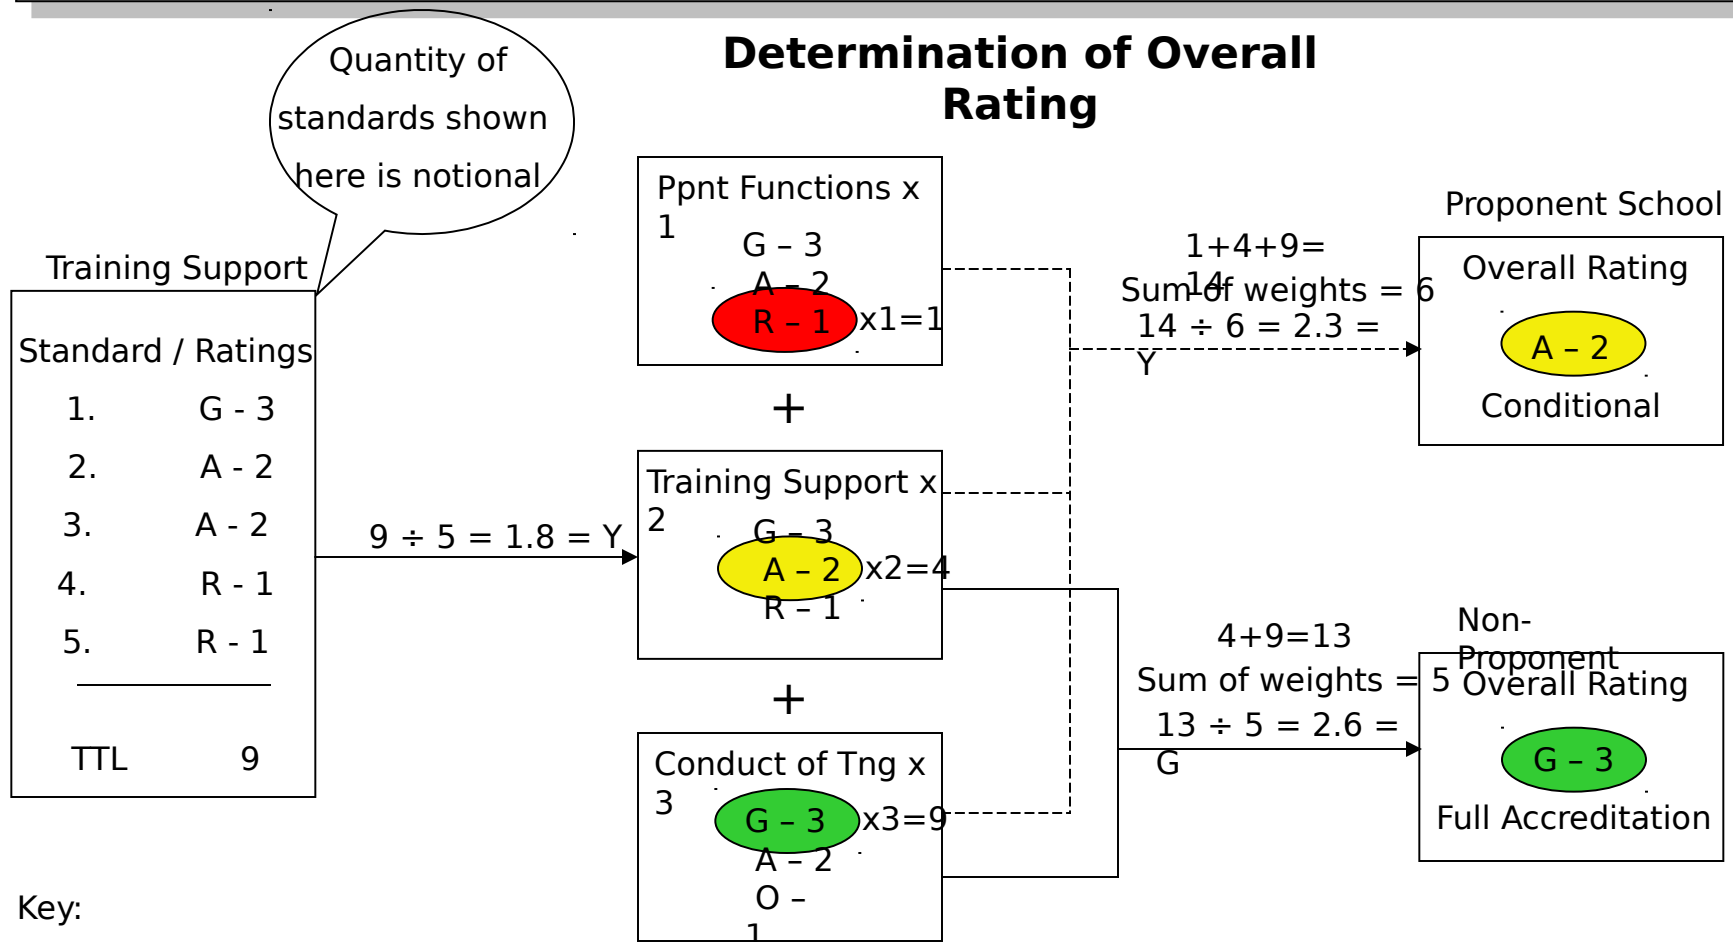 Determination of Overall
Rating
Quantity of
standards shown
here is notional
Training Support
Standard / Ratings
1. G - 3
2. A - 2
3. A - 2
4. R - 1
5. R - 1
TTL 9
9 ÷ 5 = 1.8 = Y
Ppnt Functions x
1
G – 3
A – 2
R – 1 x1=1
+
Training Support x
2
G – 3
A – 2 x2=4
R – 1
+
Conduct of Tng x
3
G – 3 x3=9
A – 2
O –
1
1+4+9=
14
Sum of weights = 6
14 ÷ 6 = 2.3 =
Y
Proponent School
Overall Rating
A – 2
Conditional
4+9=13
Sum of weights = 5
13 ÷ 5 = 2.6 =
G
Non-
Proponent
Overall Rating
G – 3
Full Accreditation
Key: